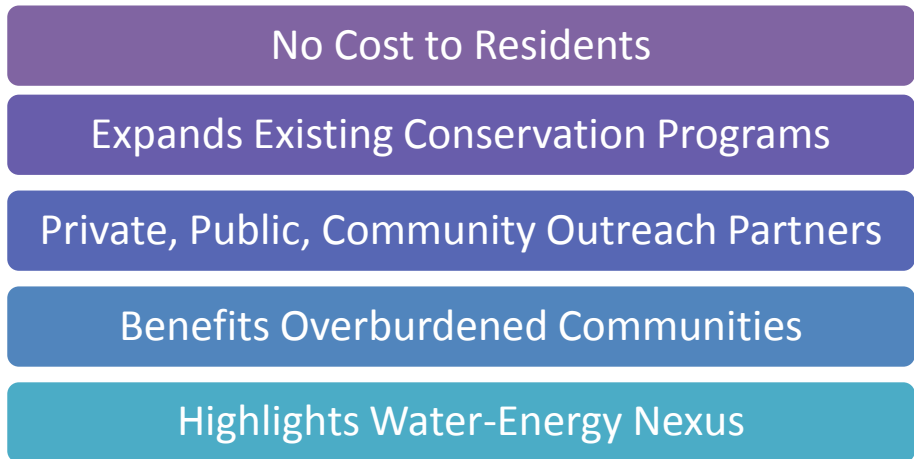 No Cost to Residents
Expands Existing Conservation Programs
Private, Public, Community Outreach Partners
Benefits Overburdened Communities
Highlights Water-Energy Nexus